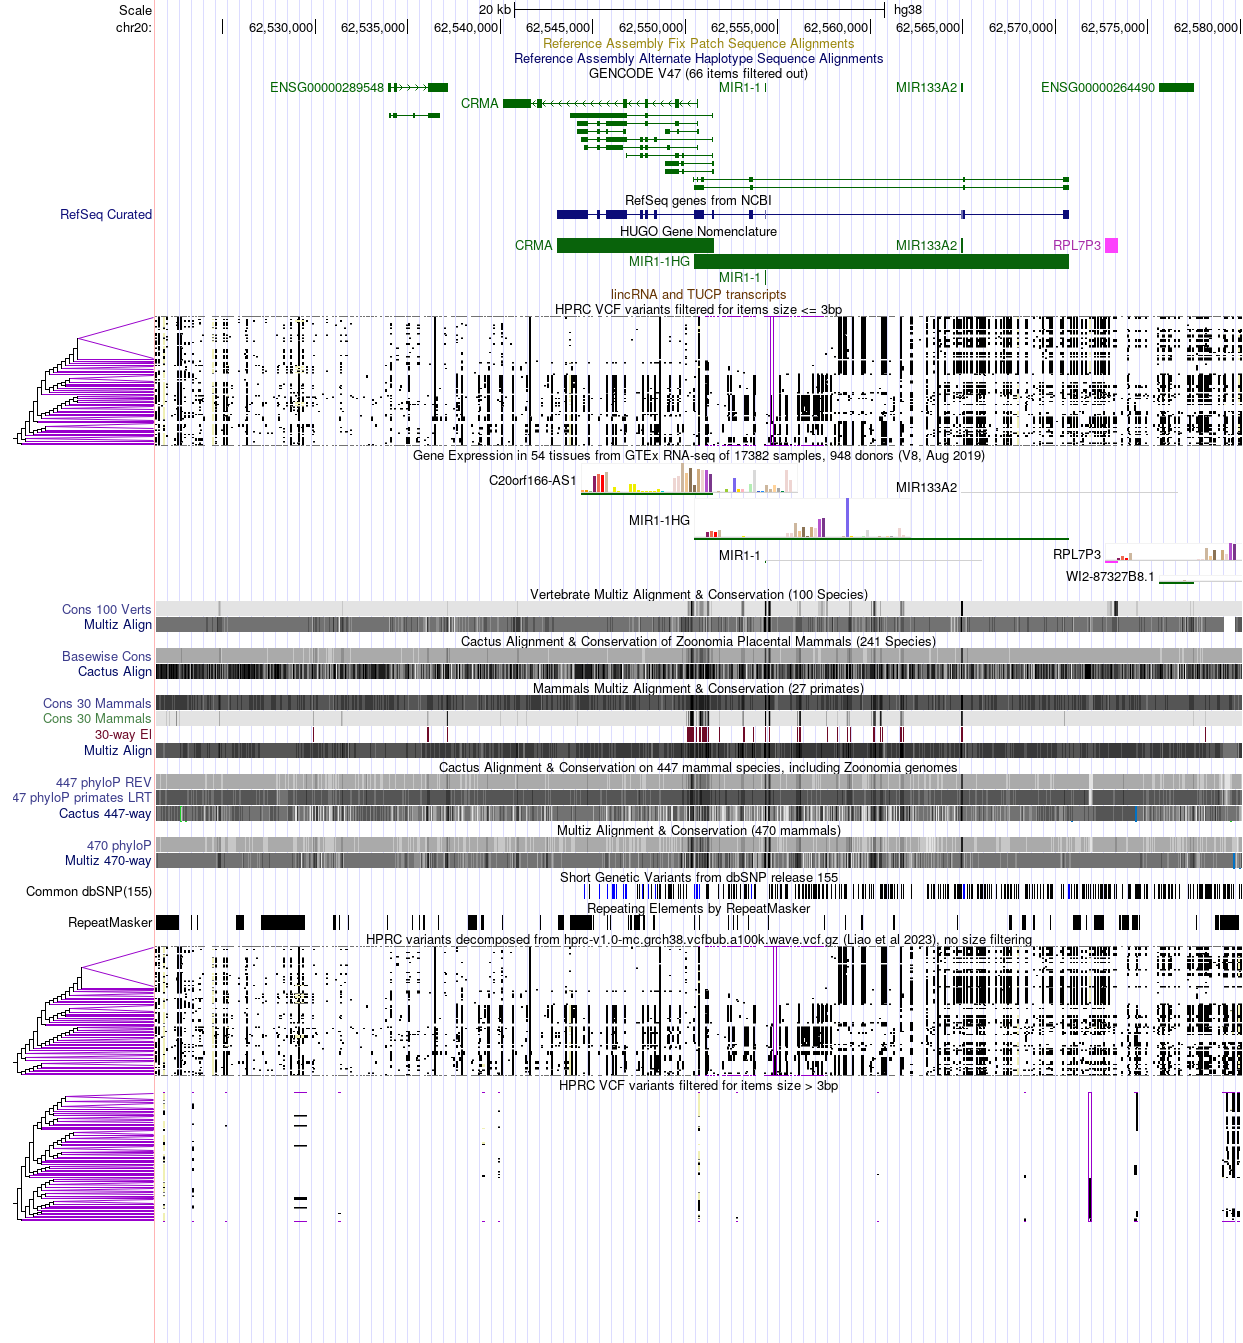 Scale 20 kb hg38
chr20: 62,530,000 62,535,000 62,540,000 62,545,000 62,550,000 62,555,000 62,560,000 62,565,000 62,570,000 62,575,000 62,580,000
Reference Assembly Fix Patch Sequence Alignments
Reference Assembly Alternate Haplotype Sequence Alignments
GENCODE V47 (66 items filtered out)
ENSG00000289548 MIR1-1 MIR133A2 ENSG00000264490
CRMA
RefSeq genes from NCBI
RefSeq Curated
HUGO Gene Nomenclature
CRMA MIR133A2 RPL7P3
MIR1-1HG
MIR1-1
lincRNA and TUCP transcripts
HPRC VCF variants filtered for items size <= 3bp
Gene Expression in 54 tissues from GTEx RNA-seq of 17382 samples, 948 donors (V8, Aug 2019)
C20orf166-AS1 MIR133A2
MIR1-1HG
MIR1-1 RPL7P3
WI2-87327B8.1
Vertebrate Multiz Alignment & Conservation (100 Species)
Cons 100 Verts
Multiz Align
Cactus Alignment & Conservation of Zoonomia Placental Mammals (241 Species)
Basewise Cons
Cactus Align
Mammals Multiz Alignment & Conservation (27 primates)
Cons 30 Mammals
Cons 30 Mammals
30-way El
Multiz Align
Cactus Alignment & Conservation on 447 mammal species, including Zoonomia genomes
447 phyloP REV
47 phyloP primates LRT
Cactus 447-way
Multiz Alignment & Conservation (470 mammals)
470 phyloP
Multiz 470-way
Short Genetic Variants from dbSNP release 155
Common dbSNP(155)
Repeating Elements by RepeatMasker
RepeatMasker
HPRC variants decomposed from hprc-v1.0-mc.grch38.vcfbub.a100k.wave.vcf.gz (Liao et al 2023), no size filtering
HPRC VCF variants filtered for items size > 3bp